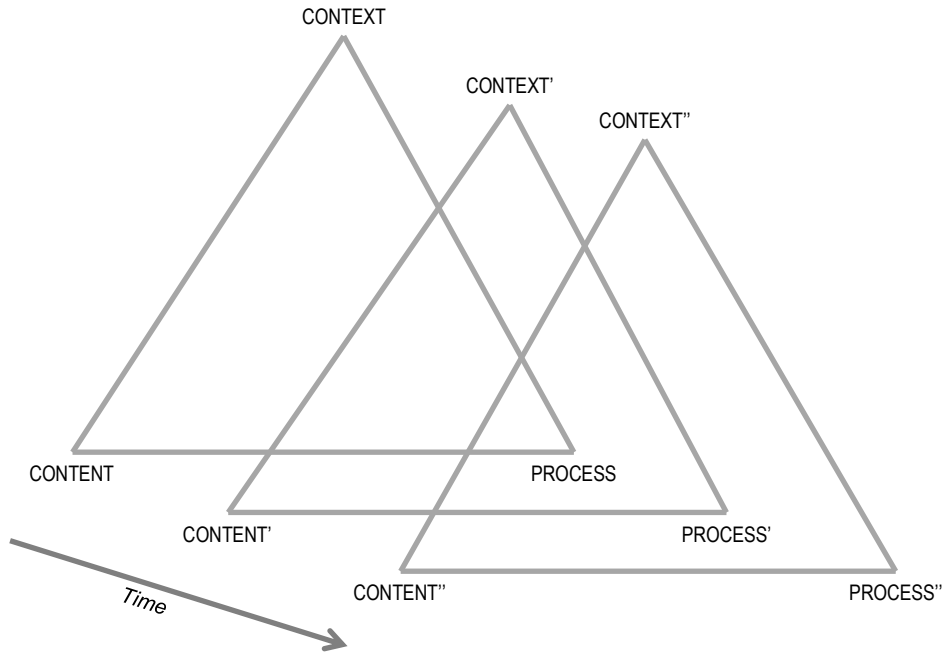 CONTEXT
CONTEXT’
CONTEXT’’
CONTENT
PROCESS
CONTENT’
PROCESS’
CONTENT’’
PROCESS’’
Time